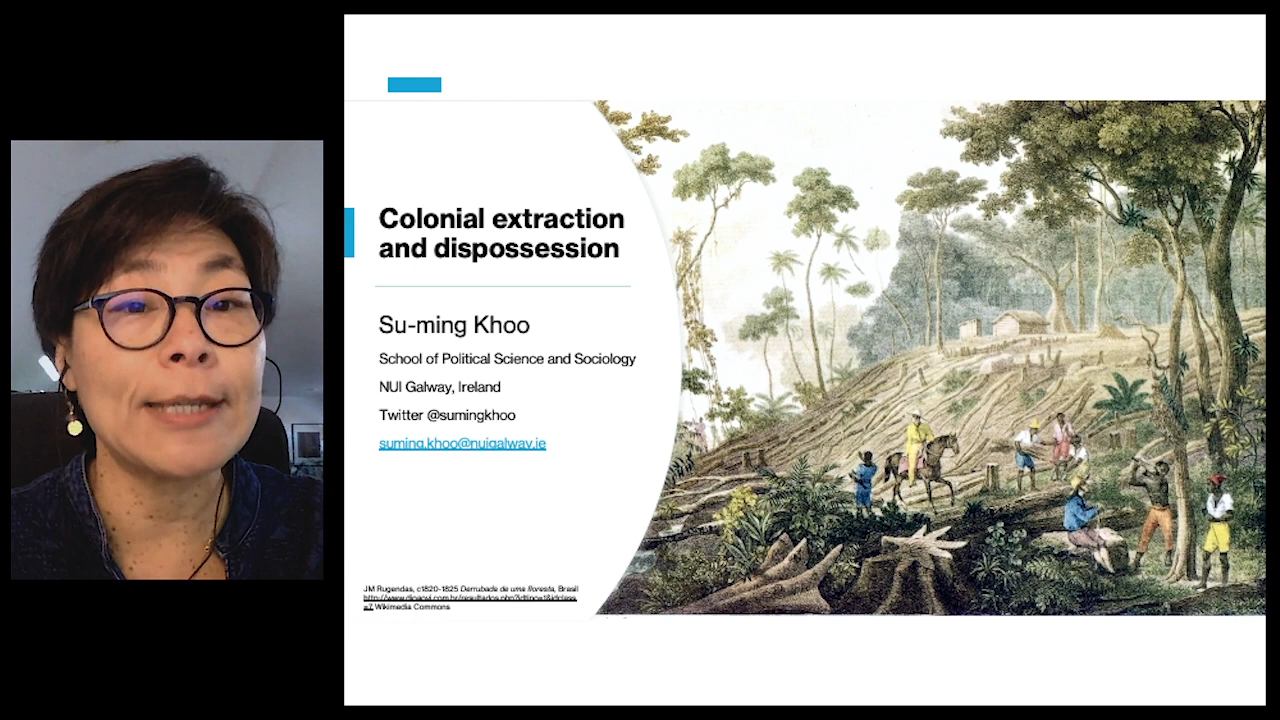 Colonial extraction
and dispossession
Su-ming Khoo
School of Political Science and Sociology
NUI Galway, Ireland
Twitter @sumingkhoo
suming.khoo@nuigalway.ie
JM Rugendas, c1820-1825 Derrubada de uma floresta, Brasil
Wikimedia Commons